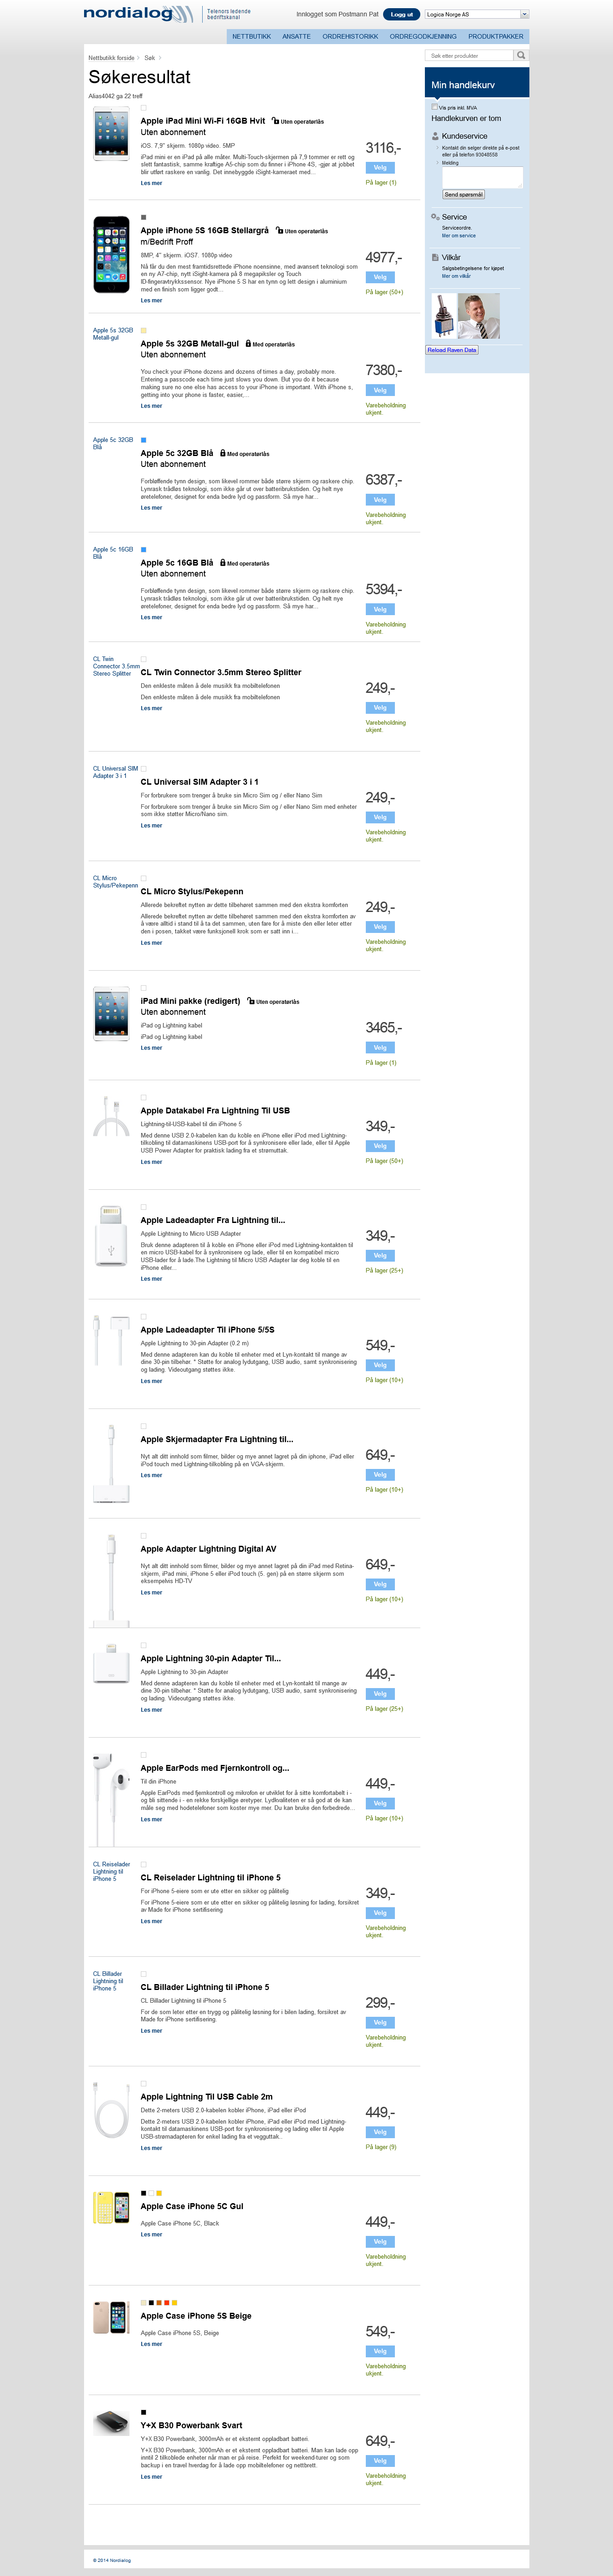 nordialog
Telenors ledende
bedriftskanal
Innlogget som Postmann Pat
Logg ut
Logica Norge AS
NETTBUTIKK ANSATTE ORDREHISTORIKK ORDREGODKJENNING PRODUKTPAKKER
Nettbutikk forside Søk
Søk etter produkter
Søkeresultat
Alias4042 ga 22 treff
Apple iPad Mini Wi-Fi 16GB Hvit Uten operatørlås
Uten abonnement
iOS. 7,9" skjerm. 1080p video. 5MP
iPad mini er en iPad på alle måter. Multi-Touch-skjermen på 7,9 tommer er rett og
slett fantastisk, samme kraftige A5-chip som du finner i iPhone 4S, -gjør at jobbet
blir utført raskere en du aner. Det innebyggde iSight-kameraet med...
Les mer
3116,-
Velg
På lager (1)
Apple iPhone 5S 16GB Stellargrå Uten operatørlås
m/Bedrift Proff
8MP, 4" skjerm. iOS7. 1080p video
Nå får du den mest framtidsrettede iPhone noensinne, med avansert teknologi som
en ny A7-chip, nytt iSight-kamera på 8 megapiksler og Touch
ID-fingeravtrykkssensor. Nye iPhone 5 S har en tynn og lett design i aluminium
med en finish som ligger godt...
Les mer
4977,-
Velg
På lager (50+)
Apple 5s 32GB
Metall-gul
Apple 5s 32GB Metall-gul Med operatørlås
Uten abonnement
You check your iPhone dozens and dozens of times a day, probably more.
Entering a passcode each time just slows you down. But you do it because
making sure no one else has access to your iPhone is important. With iPhone s,
getting into your phone is faster, easier,...
Les mer
7380,-
Velg
Varebeholdning
ukjent.
Apple 5c 32GB
Blå
Apple 5c 32GB Blå Med operatørlås
Uten abonnement
Forbløffende tynn design, som likevel rommer både større skjerm og raskere chip.
Lynrask trådløs teknologi, som ikke går ut over batteribrukstiden. Og helt nye
øretelefoner, designet for enda bedre lyd og passform. Så mye har...
Les mer
6387,-
Velg
Varebeholdning
ukjent.
Apple 5c 16GB
Blå
Apple 5c 16GB Blå Med operatørlås
Uten abonnement
Forbløffende tynn design, som likevel rommer både større skjerm og raskere chip.
Lynrask trådløs teknologi, som ikke går ut over batteribrukstiden. Og helt nye
øretelefoner, designet for enda bedre lyd og passform. Så mye har...
Les mer
5394,-
Velg
Varebeholdning
ukjent.
CL Twin
Connector 3.5mm
Stereo Splitter
CL Twin Connector 3.5mm Stereo Splitter
Den enkleste måten å dele musikk fra mobiltelefonen
Den enkleste måten å dele musikk fra mobiltelefonen
Les mer
249,-
Velg
Varebeholdning
ukjent.
CL Universal SIM
Adapter 3 i 1
CL Universal SIM Adapter 3 i 1
For forbrukere som trenger å bruke sin Micro Sim og / eller Nano Sim
For forbrukere som trenger å bruke sin Micro Sim og / eller Nano Sim med enheter
som ikke støtter Micro/Nano sim.
Les mer
249,-
Velg
Varebeholdning
ukjent.
CL Micro
Stylus/Pekepenn
CL Micro Stylus/Pekepenn
Allerede bekreftet nytten av dette tilbehøret sammen med den ekstra komforten
Allerede bekreftet nytten av dette tilbehøret sammen med den ekstra komforten av
å være alltid i stand til å ta det sammen, uten fare for å miste den eller leter etter
den i posen, takket være funksjonell krok som er satt inn i...
Les mer
249,-
Velg
Varebeholdning
ukjent.
iPad Mini pakke (redigert) Uten operatørlås
Uten abonnement
iPad og Lightning kabel
iPad og Lightning kabel
Les mer
3465,-
Velg
På lager (1)
Apple Datakabel Fra Lightning Til USB
Lightning-til-USB-kabel til din iPhone 5
Med denne USB 2.0-kabelen kan du koble en iPhone eller iPod med Lightning-
tilkobling til datamaskinens USB-port for å synkronisere eller lade, eller til Apple
USB Power Adapter for praktisk lading fra et strømuttak.
Les mer
349,-
Velg
På lager (50+)
Apple Ladeadapter Fra Lightning til...
Apple Lightning to Micro USB Adapter
Bruk denne adapteren til å koble en iPhone eller iPod med Lightning-kontakten til
en micro USB-kabel for å synkronisere og lade, eller til en kompatibel micro
USB-lader for å lade.The Lightning til Micro USB Adapter lar deg koble til en
iPhone eller...
Les mer
349,-
Velg
På lager (25+)
Apple Ladeadapter Til iPhone 5/5S
Apple Lightning to 30-pin Adapter (0.2 m)
Med denne adapteren kan du koble til enheter med et Lyn-kontakt til mange av
dine 30-pin tilbehør. * Støtte for analog lydutgang, USB audio, samt synkronisering
og lading. Videoutgang støttes ikke.
Les mer
549,-
Velg
På lager (10+)
Apple Skjermadapter Fra Lightning til...
Nyt alt ditt innhold som filmer, bilder og mye annet lagret på din iphone, iPad eller
iPod touch med Lightning-tilkobling på en VGA-skjerm.
Les mer
649,-
Velg
På lager (10+)
Apple Adapter Lightning Digital AV
Nyt alt ditt innhold som filmer, bilder og mye annet lagret på din iPad med Retina-
skjerm, iPad mini, iPhone 5 eller iPod touch (5. gen) på en større skjerm som
eksempelvis HD-TV
Les mer
649,-
Velg
På lager (10+)
Apple Lightning 30-pin Adapter Til...
Apple Lightning to 30-pin Adapter
Med denne adapteren kan du koble til enheter med et Lyn-kontakt til mange av
dine 30-pin tilbehør. * Støtte for analog lydutgang, USB audio, samt synkronisering
og lading. Videoutgang støttes ikke.
Les mer
449,-
Velg
På lager (25+)
Apple EarPods med Fjernkontroll og...
Til din iPhone
Apple EarPods med fjernkontroll og mikrofon er utviklet for å sitte komfortabelt i -
og bli sittende i - en rekke forskjellige øretyper. Lydkvaliteten er så god at de kan
måle seg med hodetelefoner som koster mye mer. Du kan bruke den forbedrede...
Les mer
449,-
Velg
På lager (10+)
CL Reiselader
Lightning til
iPhone 5
CL Reiselader Lightning til iPhone 5
For iPhone 5-eiere som er ute etter en sikker og pålitelig
For iPhone 5-eiere som er ute etter en sikker og pålitelig løsning for lading, forsikret
av Made for iPhone sertifisering
Les mer
349,-
Velg
Varebeholdning
ukjent.
CL Billader
Lightning til
iPhone 5
CL Billader Lightning til iPhone 5
CL Billader Lightning til iPhone 5
For de som leter etter en trygg og pålitelig løsning for i bilen lading, forsikret av
Made for iPhone sertifisering.
Les mer
299,-
Velg
Varebeholdning
ukjent.
Apple Lightning Til USB Cable 2m
Dette 2-meters USB 2.0-kabelen kobler iPhone, iPad eller iPod
Dette 2-meters USB 2.0-kabelen kobler iPhone, iPad eller iPod med Lightning-
kontakt til datamaskinens USB-port for synkronisering og lading eller til Apple
USB-strømadapteren for enkel lading fra et vegguttak..
Les mer
449,-
Velg
På lager (9)
Apple Case iPhone 5C Gul
Apple Case iPhone 5C, Black
Les mer
449,-
Velg
Varebeholdning
ukjent.
Apple Case iPhone 5S Beige
Apple Case iPhone 5S, Beige
Les mer
549,-
Velg
Varebeholdning
ukjent.
Y+X B30 Powerbank Svart
Y+X B30 Powerbank, 3000mAh er et eksternt oppladbart batteri.
Y+X B30 Powerbank, 3000mAh er et eksternt oppladbart batteri. Man kan lade opp
inntil 2 tilkoblede enheter når man er på reise. Perfekt for weekend-turer og som
backup i en travel hverdag for å lade opp mobiltelefoner og nettbrett.
Les mer
649,-
Velg
Varebeholdning
ukjent.
Min handlekurv
Vis pris inkl. MVA
Handlekurven er tom
Kundeservice
Kontakt din selger direkte på e-post
eller på telefon 93048558
Melding
Send spørsmål
Service
Serviceordre.
Mer om service
Vilkår
Salgsbetingelsene for kjøpet
Mer om vilkår
Reload Raven Data
© 2014 Nordialog